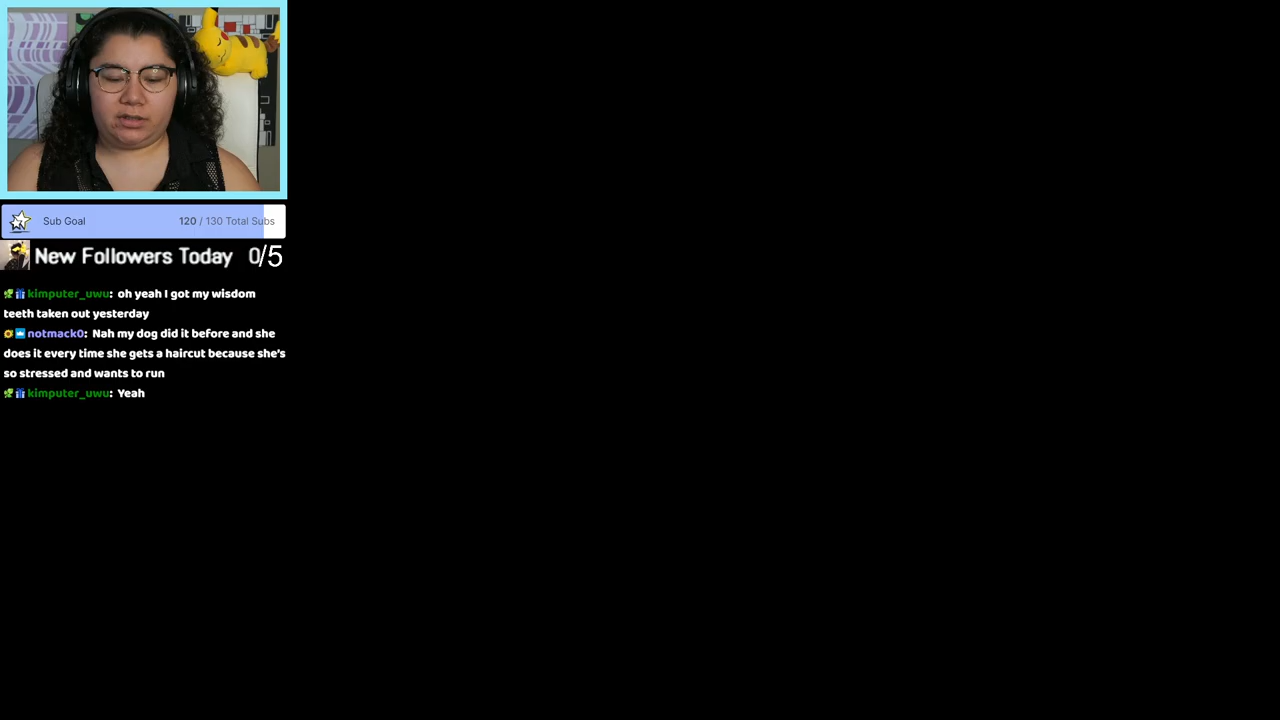 Sub Goal 120 / 130 Total Subs
New Followers Today 0/5
kimputer_uwu: oh yeah I got my wisdom
teeth taken out yesterday
notmack0: Nah my dog did it before and she
does it every time she gets a haircut because she's
so stressed and wants to run
kimputer_uwu: Yeah